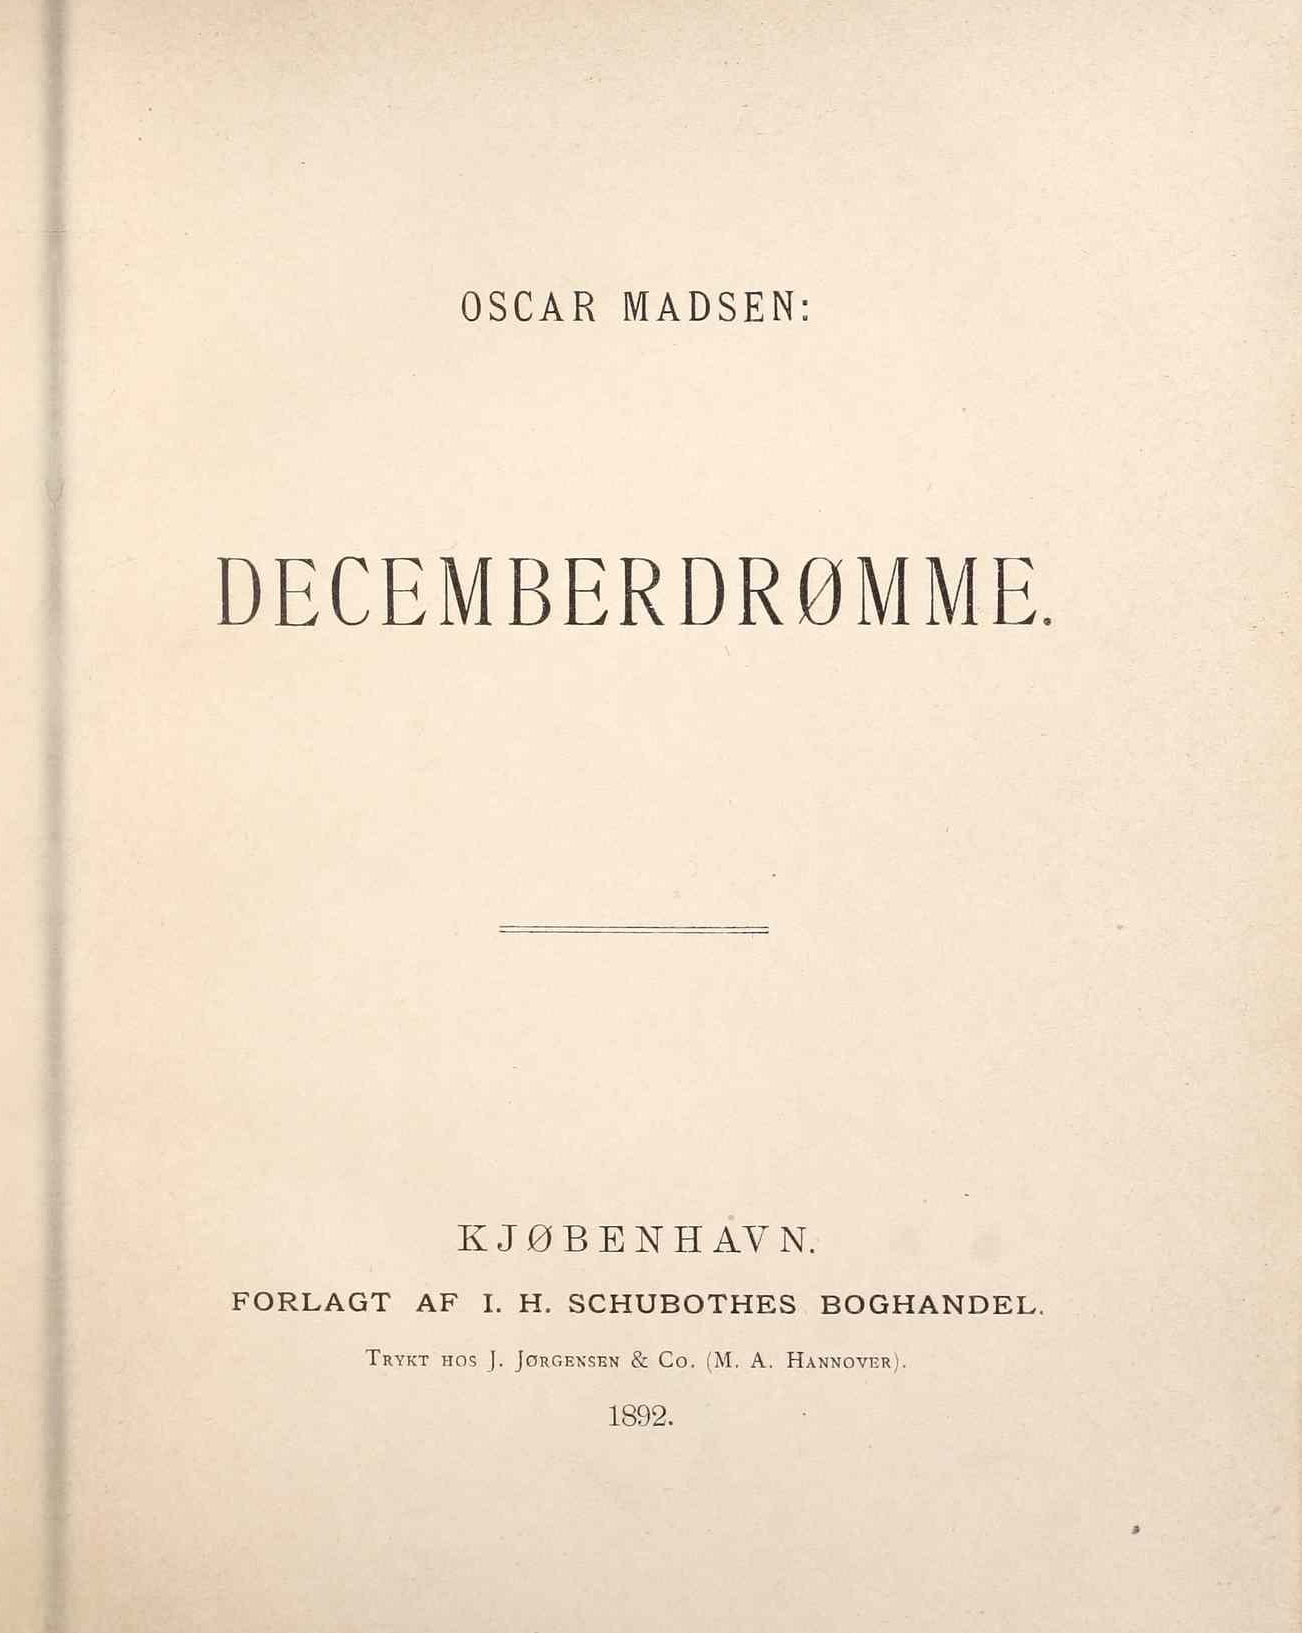 OSCAR MADSEN:
DECEMBERDRØMME.
KJØBENHAVN.
FORLAGT AF I. H. SCHUBOTHES BOGHANDEL.
TRYKT HOS J. JØRGENSEN & CO. (M. A. HANNOVER).
1892.